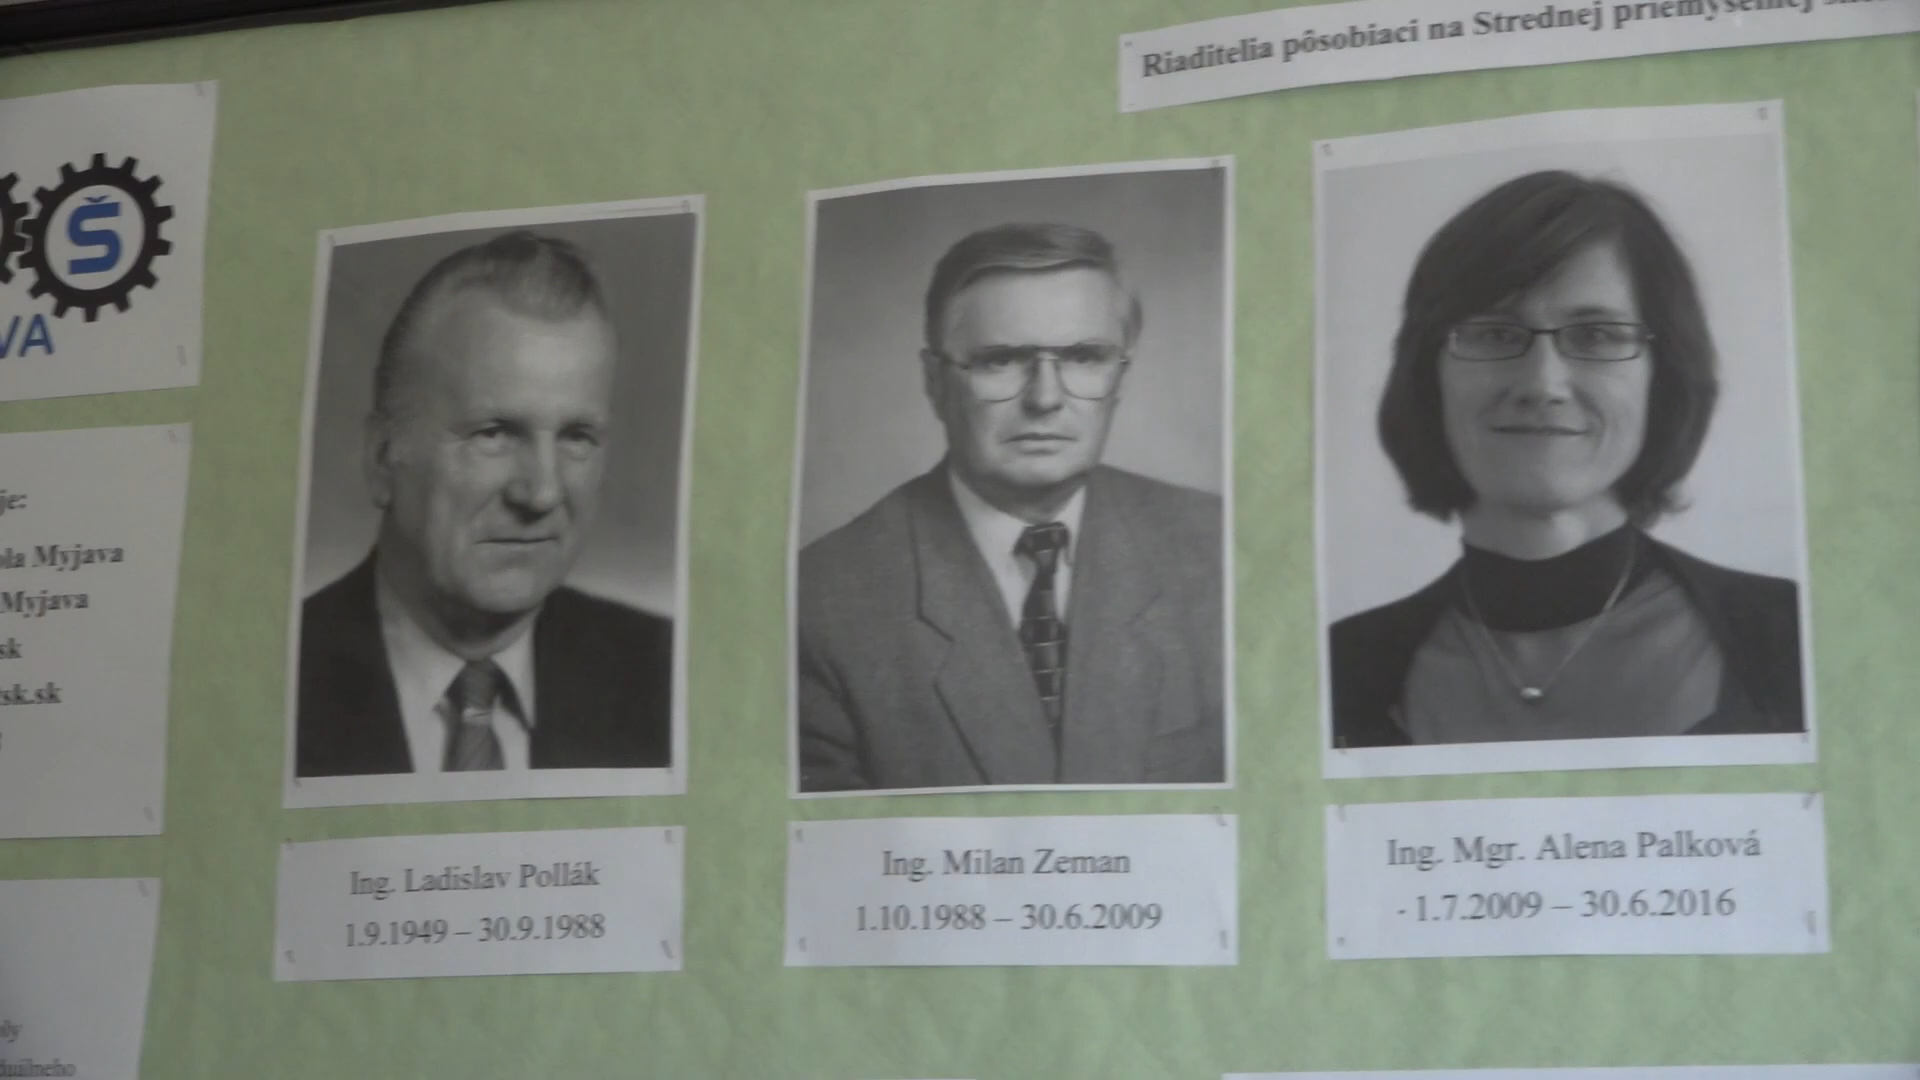 Riaditelia pôsobiaci na Strednej priemyselnej
Š
VA
je:
Myjava
Myjava
sk
sk.sk
Ing. Ladislav Pollák
1.9.1949 – 30.9.1988
Ing. Milan Zeman
1.10.1988 – 30.6.2009
Ing. Mgr. Alena Palková
- 1.7.2009 – 30.6.2016